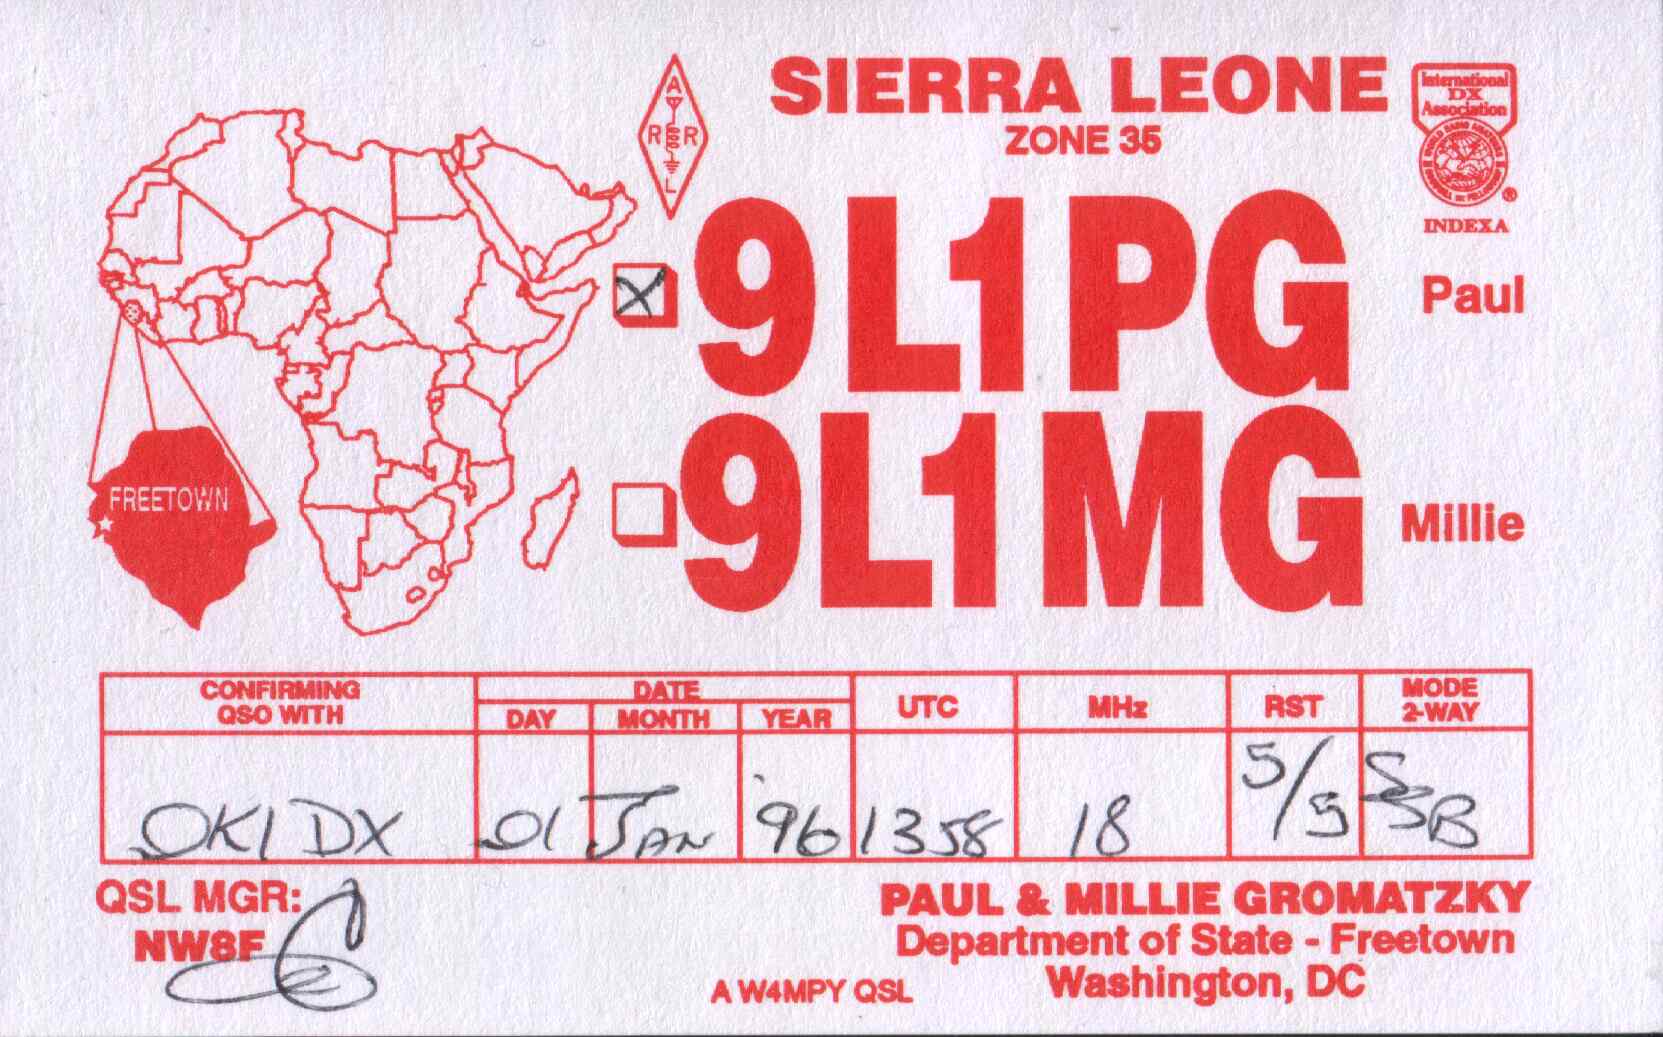 SIERRA LEONE
ZONE 35
A
R R
L
International
DX
Association
INDEXA
X 9L1PG Paul
9L1MG Millie
FREETOWN
CONFIRMING QSO WITH DATE DAY MONTH YEAR UTC MHz RST MODE 2-WAY
OK1DX 01 JAN '96 1358 18 5/9 SSB
QSL MGR:
NW8F
PAUL & MILLIE GROMATZKY
Department of State - Freetown
Washington, DC
A W4MPY QSL